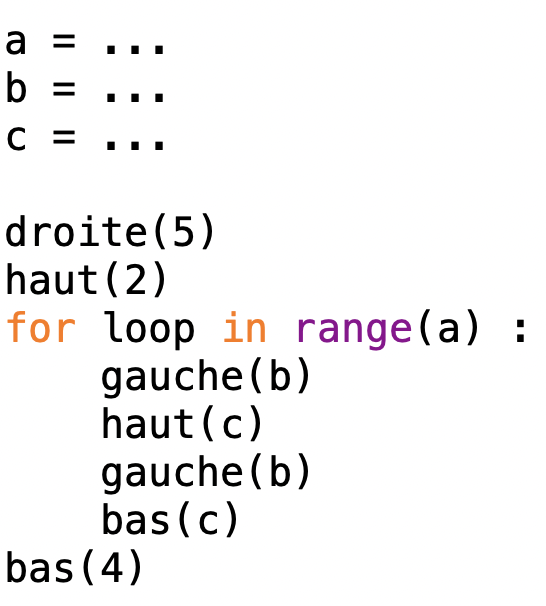 a = ...
b = ...
c = ...

droite(5)
haut(2)
for loop in range(a) :
    gauche(b)
    haut(c)
    gauche(b)
    bas(c)
bas(4)